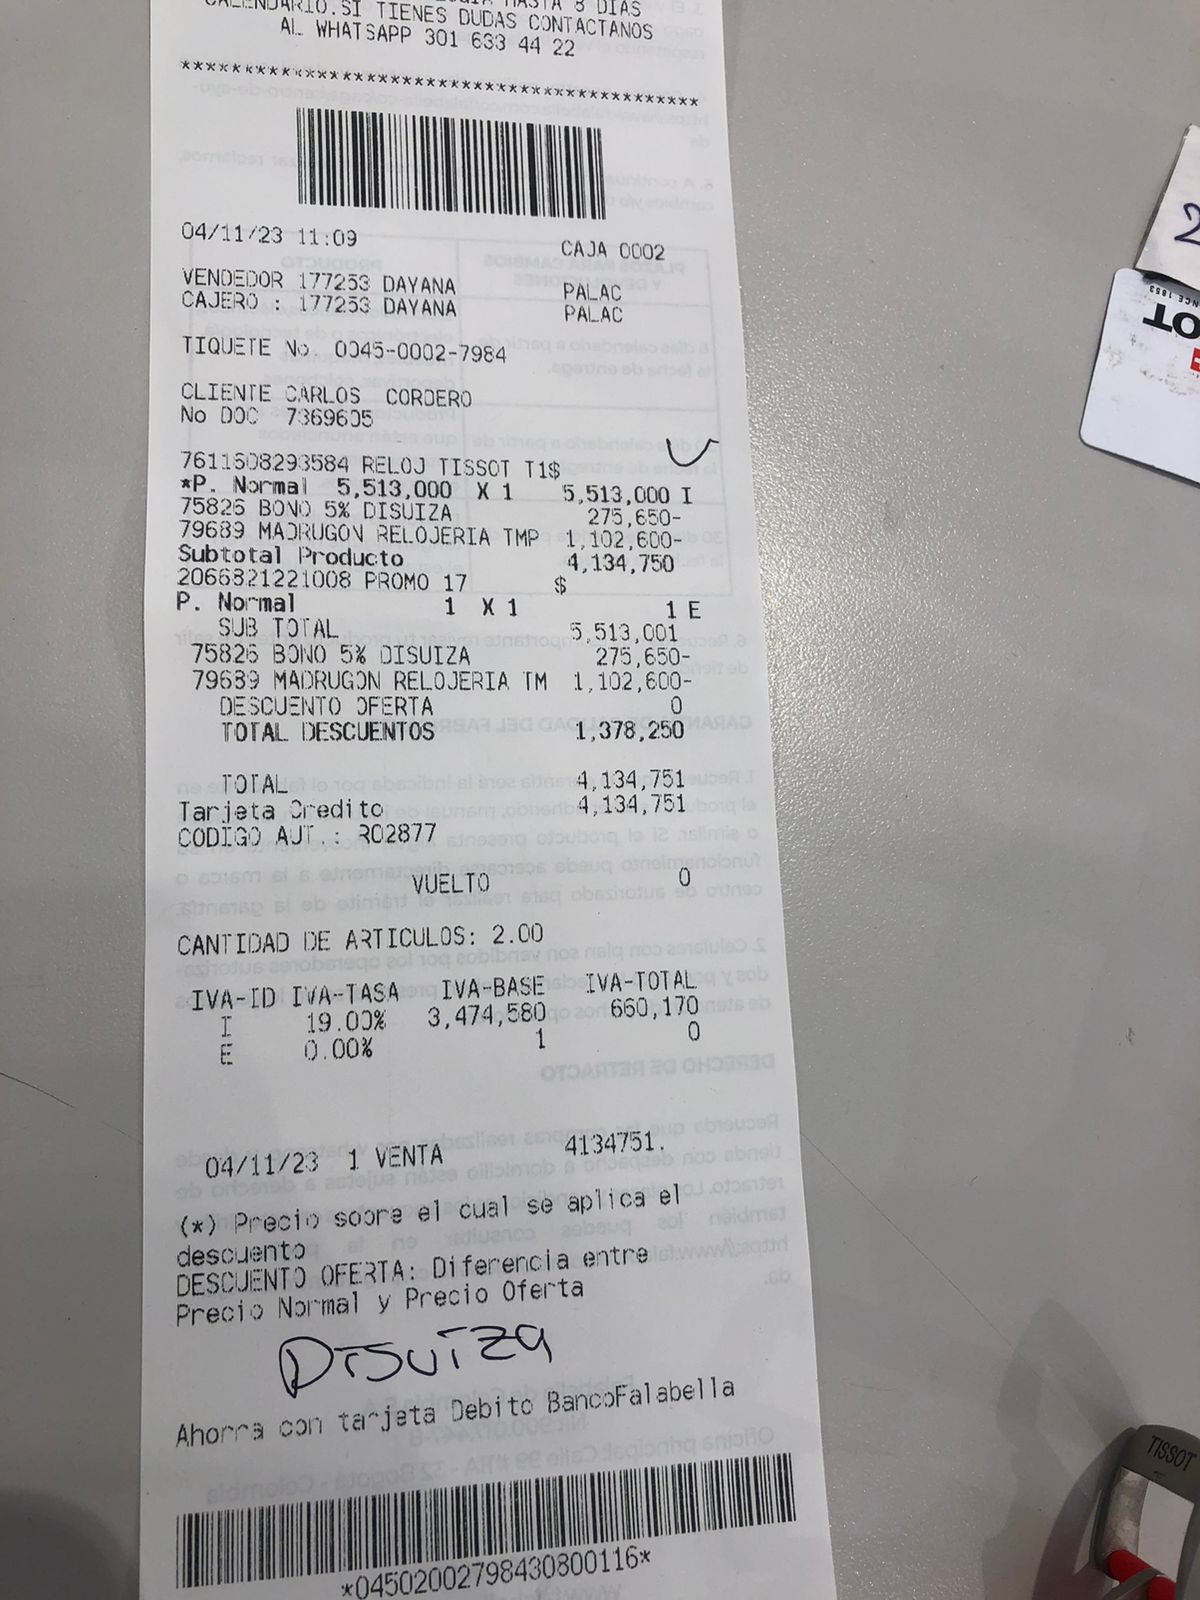 HASTA 8 DIAS
CALENDARIO.SI TIENES DUDAS CONTACTANOS
AL WHATSAPP 301 633 44 22
********************************************
04/11/23 11:09 CAJA 0002
VENDEDOR 177253 DAYANA PALAC
CAJERO : 177253 DAYANA PALAC
TIQUETE No. 0045-0002-7984
CLIENTE CARLOS CORDERO
No DOC 7369605
7611608293584 RELOJ TISSOT T1$
*P. Normal 5,513,000 X 1 5,513,000 I
75826 BONO 5% DISUIZA 275,650-
79689 MADRUGON RELOJERIA TMP 1,102,600-
Subtotal Producto 4,134,750
2066821221008 PROMO 17 $
P. Normal 1 X 1 1 E
SUB TOTAL 5,513,001
75826 BONO 5% DISUIZA 275,650-
79689 MADRUGON RELOJERIA TM 1,102,600-
DESCUENTO OFERTA 0
TOTAL DESCUENTOS 1,378,250
TOTAL 4,134,751
Tarjeta Credito 4,134,751
CODIGO AUT.: R02877
VUELTO 0
CANTIDAD DE ARTICULOS: 2.00
IVA-ID IVA-TASA IVA-BASE IVA-TOTAL
I 19.00% 3,474,580 660,170
E 0.00% 1 0
04/11/23 1 VENTA 4134751.
(*) Precio sobre el cual se aplica el
descuento
DESCUENTO OFERTA: Diferencia entre
Precio Normal y Precio Oferta
DISUIZA
Ahorra con tarjeta Debito BancoFalabella
*04502002798430800116*
2
TISSOT